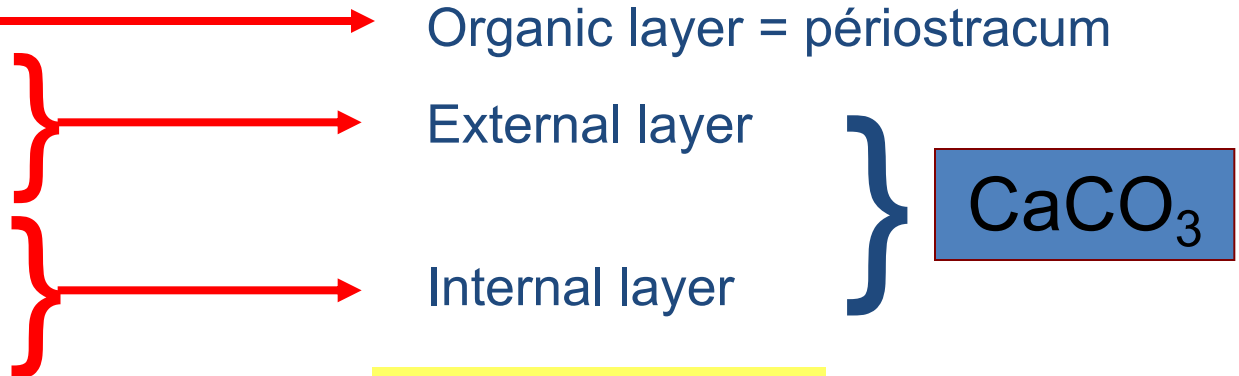 Organic layer = périostracum
External layer
CaCO₃
Internal layer